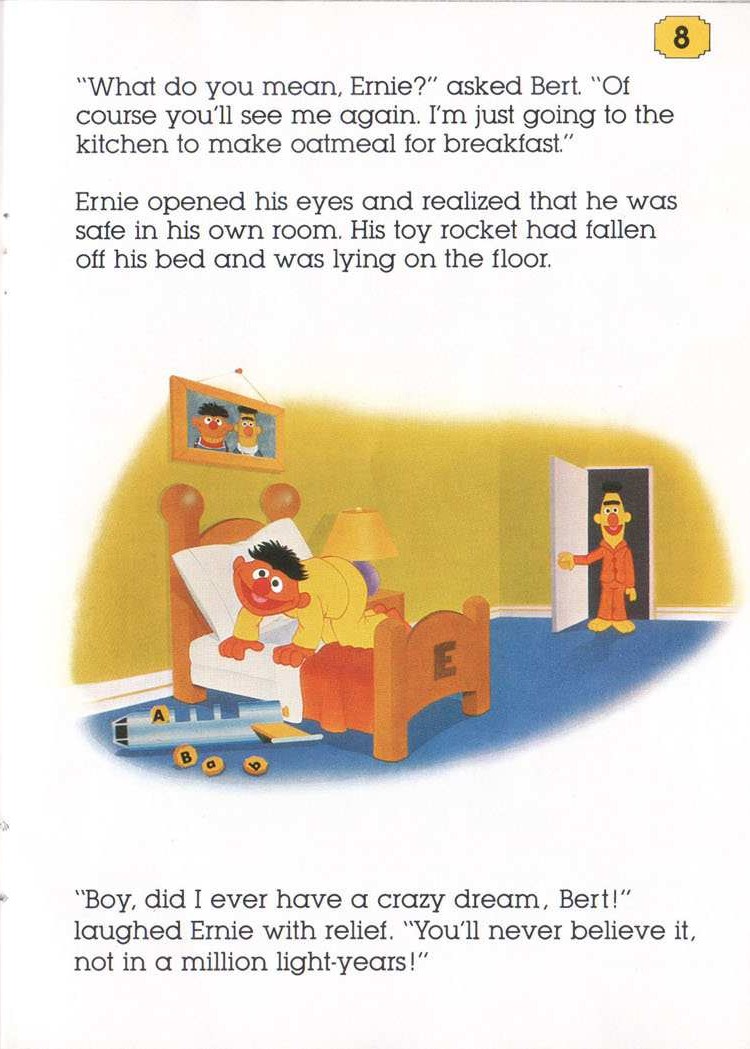 8
“What do you mean, Ernie?” asked Bert. “Of
course you'll see me again. I'm just going to the
kitchen to make oatmeal for breakfast.”
Ernie opened his eyes and realized that he was
safe in his own room. His toy rocket had fallen
off his bed and was lying on the floor.
E
A
B a b
“Boy, did I ever have a crazy dream, Bert!”
laughed Ernie with relief. “You'll never believe it,
not in a million light-years!”